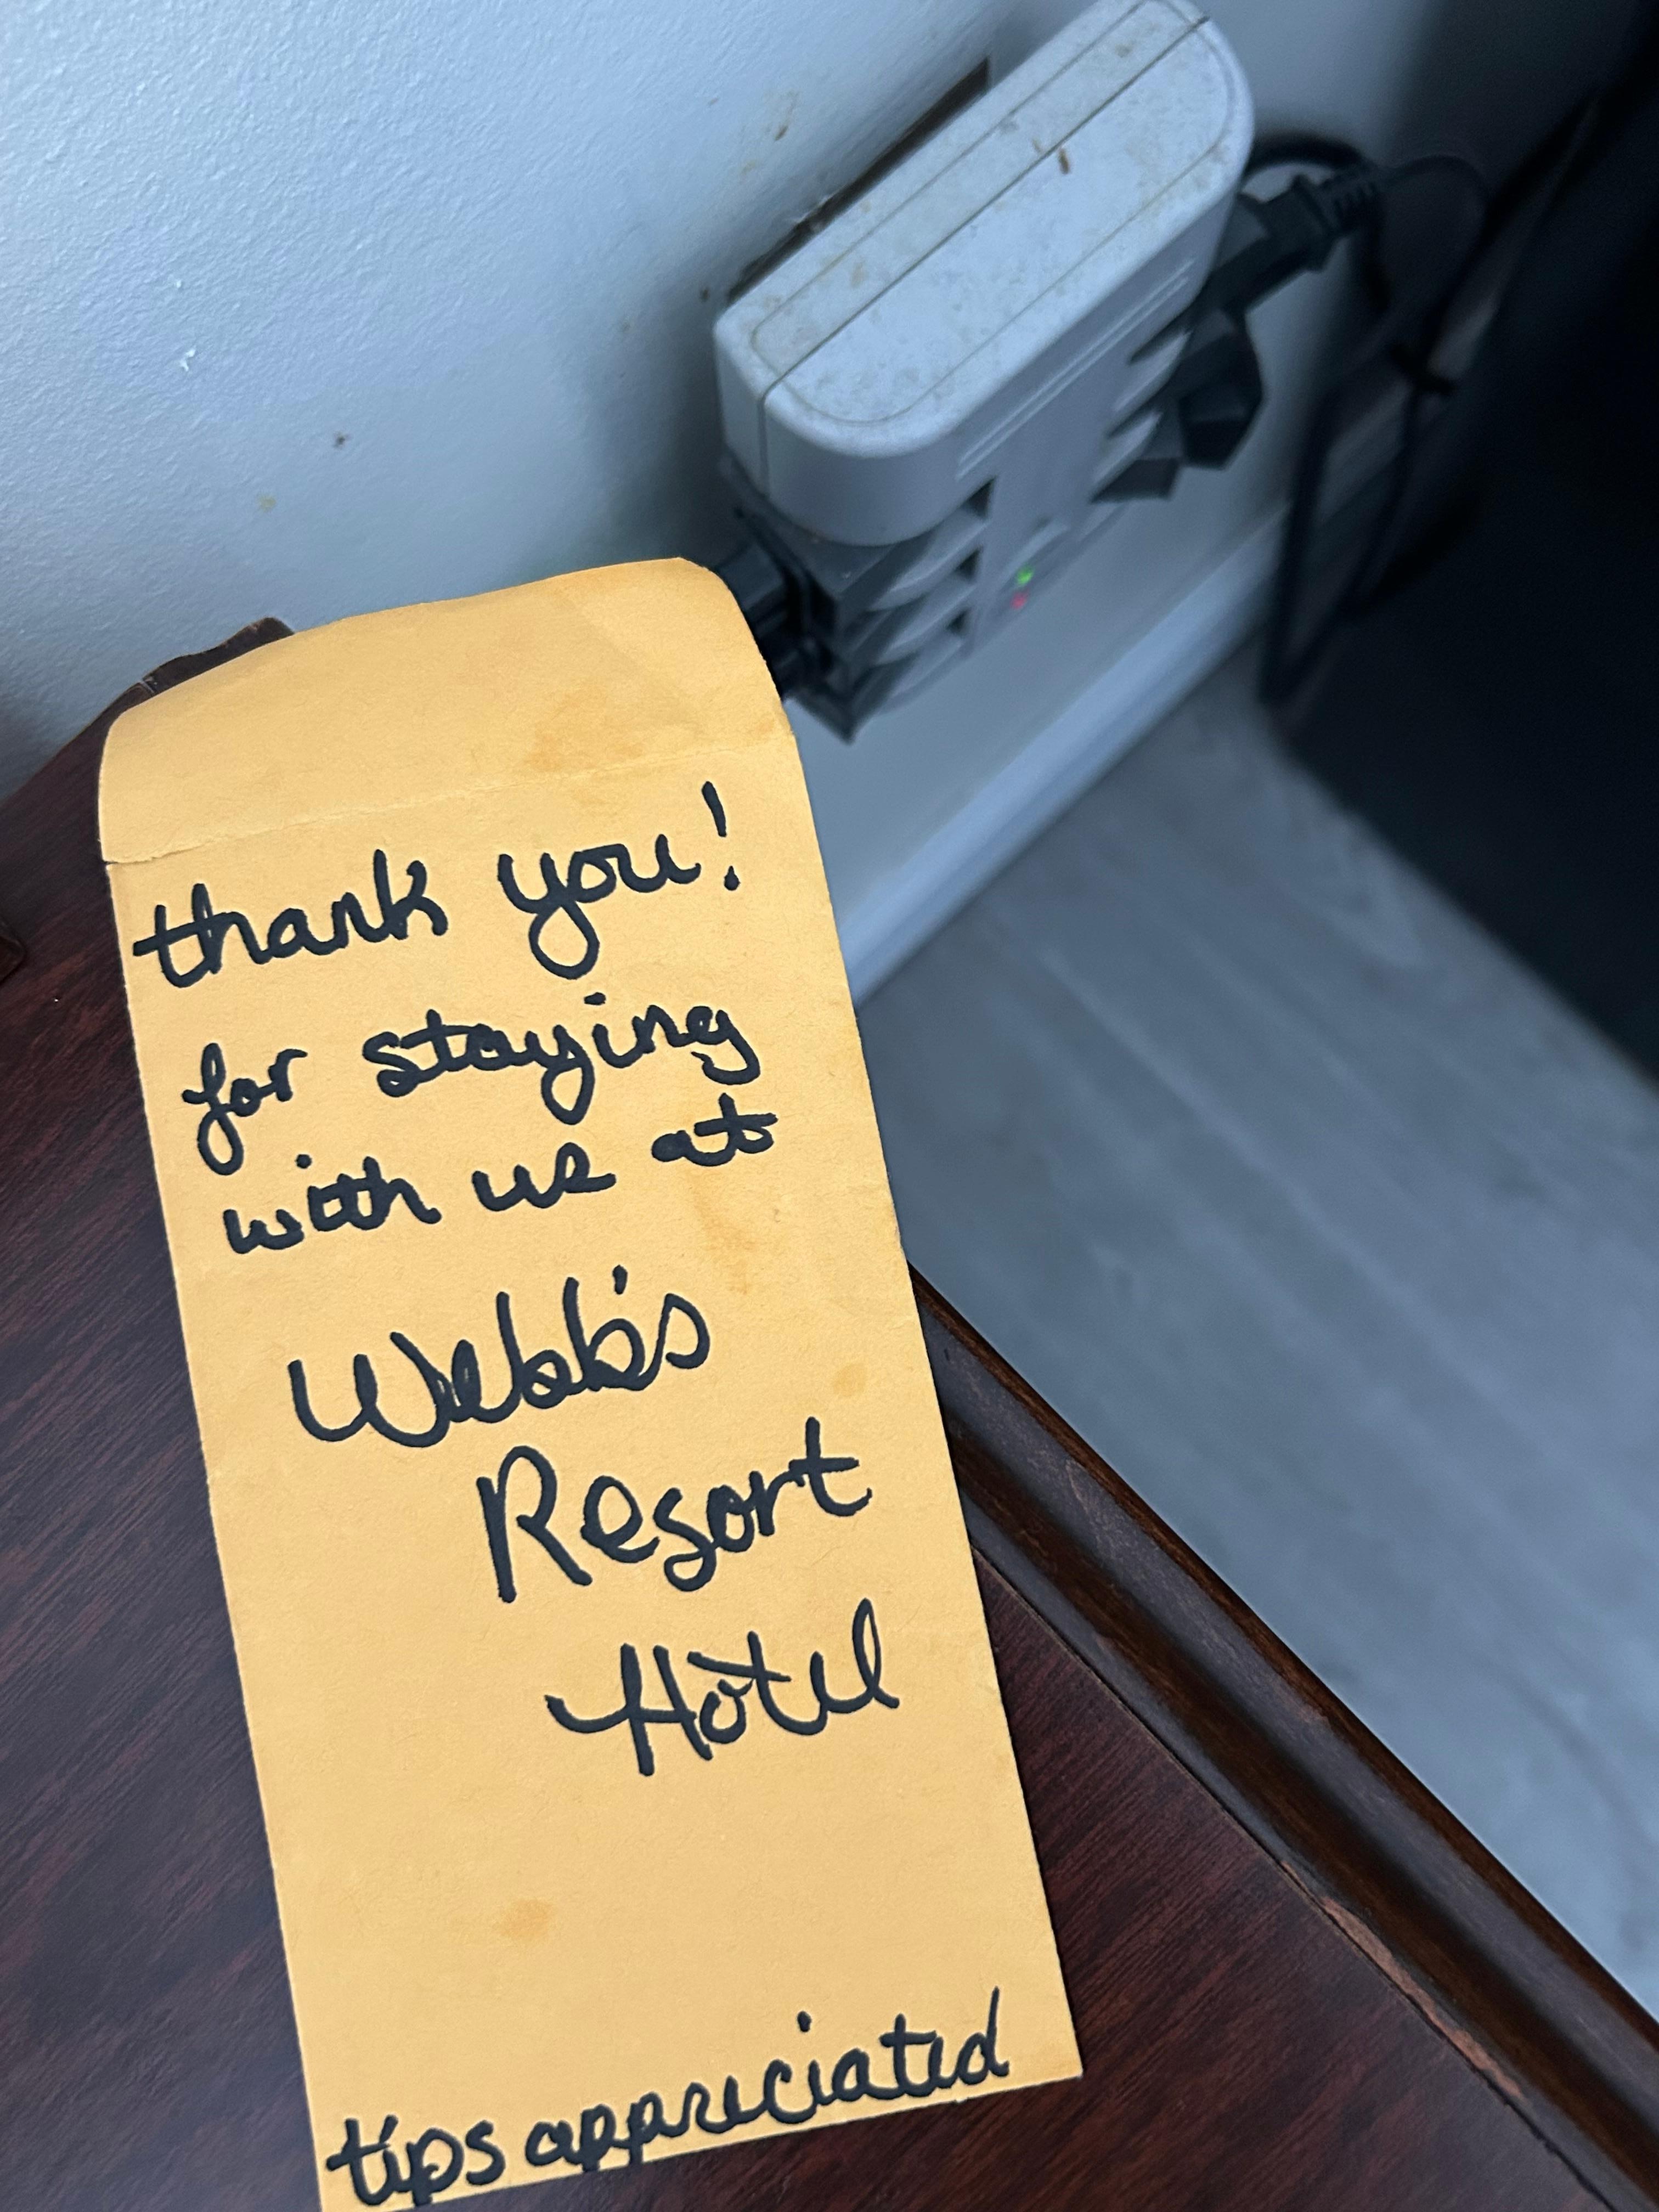 thank you!
for staying
with us at
Webb's
Resort
Hotel
tips appreciated